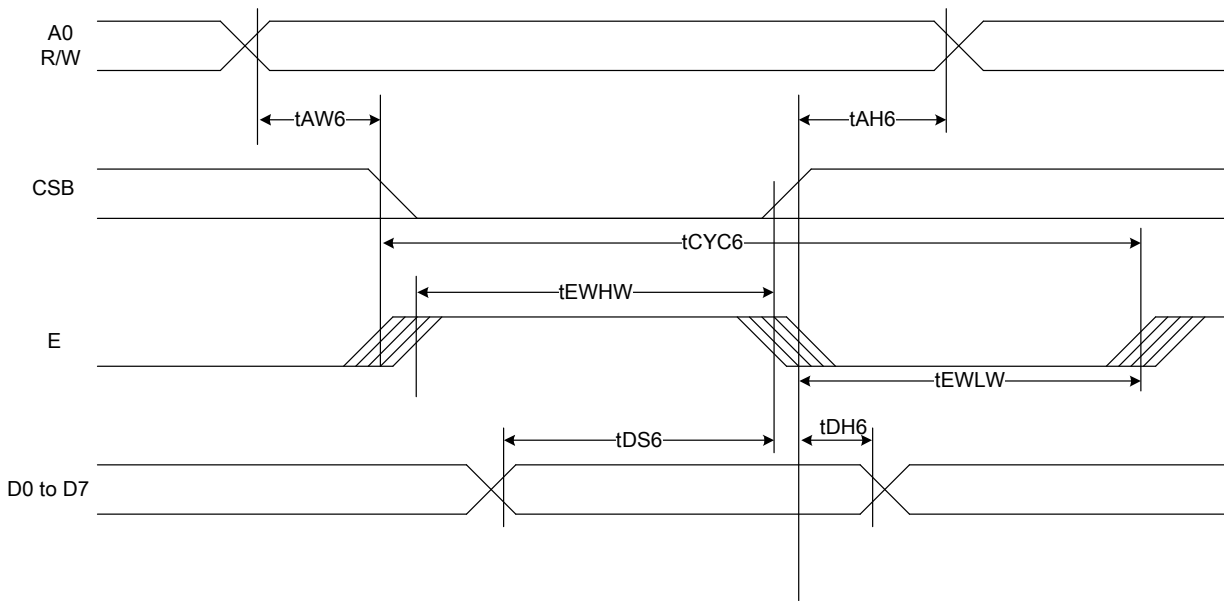 A0
R/W
tAW6
tAH6
CSB
tCYC6
tEWHW
E
tEWLW
tDH6
tDS6
D0 to D7